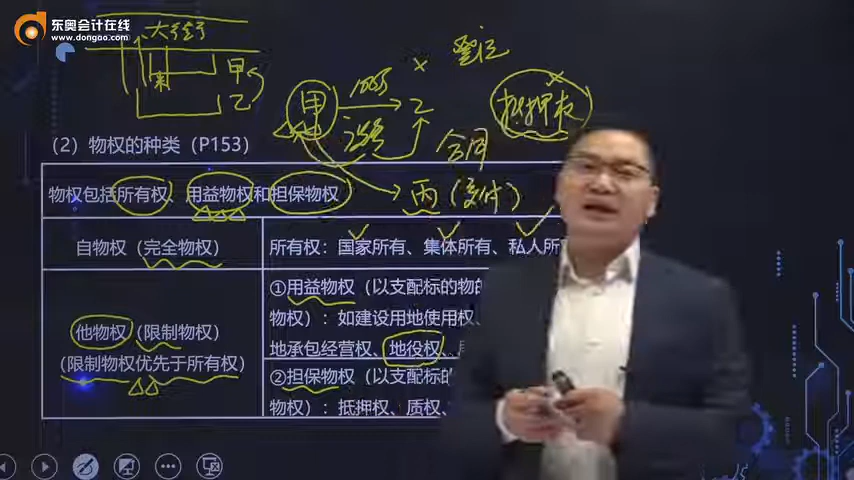 东奥会计在线
www.dongao.com
大街
甲
乙
登记
甲
乙
抵押权
合同
丙(交付)
(2)物权的种类(P153)
物权包括所有权、用益物权和担保物权
自物权(完全物权)
所有权:国家所有、集体所有、私人所
他物权(限制物权)
(限制物权优先于所有权)
①用益物权(以支配标的物的
物权):如建设用地使用权、
地承包经营权、地役权、
②担保物权(以支配标的
物权):抵押权、质权、